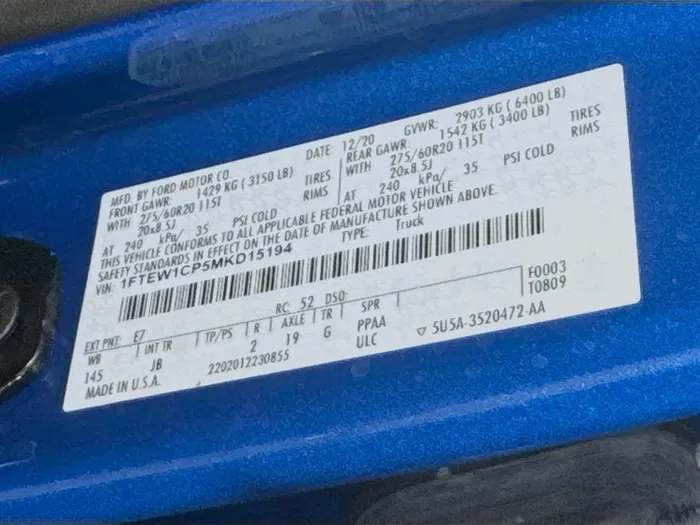 MFD. BY FORD MOTOR CO. DATE: 12/20 GVWR: 2903 KG ( 6400 LB)
FRONT GAWR: 1429 KG ( 3150 LB) REAR GAWR: 1542 KG ( 3400 LB)
WITH 275/60R20 115T TIRES WITH 275/60R20 115T TIRES
20x8.5J RIMS 20x8.5J RIMS
AT 240 kPa/ 35 PSI COLD AT 240 kPa/ 35 PSI COLD
THIS VEHICLE CONFORMS TO ALL APPLICABLE FEDERAL MOTOR VEHICLE
SAFETY STANDARDS IN EFFECT ON THE DATE OF MANUFACTURE SHOWN ABOVE.
VIN: 1FTEW1CP5MKD15194 TYPE: Truck
F0003
T0809
EXT PNT: E7 RC: 52 DSO:
WB INT TR TP/PS R AXLE TR SPR
145 JB 2 19 G PPAA
ULC
▽ 5U5A-3520472-AA
MADE IN U.S.A. 2202012230855